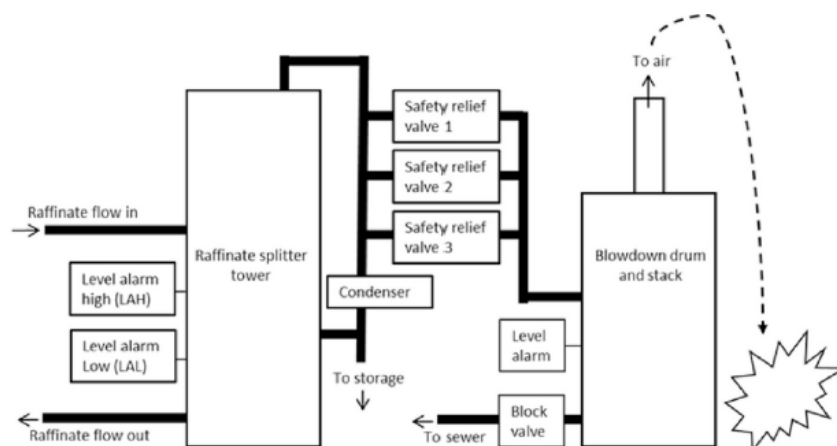 To air
Safety relief
valve 1
Safety relief
valve 2
Raffinate flow in
Safety relief
valve 3
Raffinate splitter
tower
Blowdown drum
and stack
Level alarm
high (LAH)
Condenser
Level alarm
Low (LAL)
Level
alarm
To storage
Raffinate flow out
To sewer
Block
valve